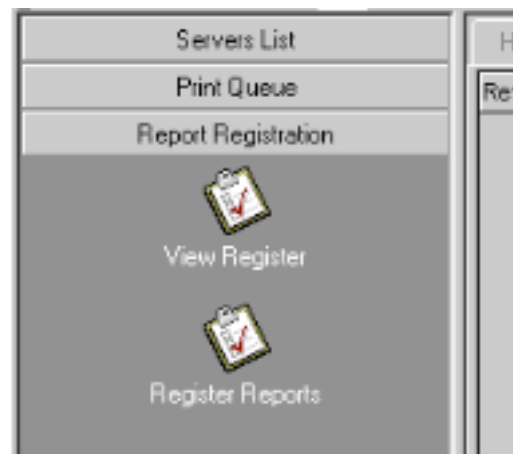 Servers List
Print Queue
Report Registration
View Register
Register Reports